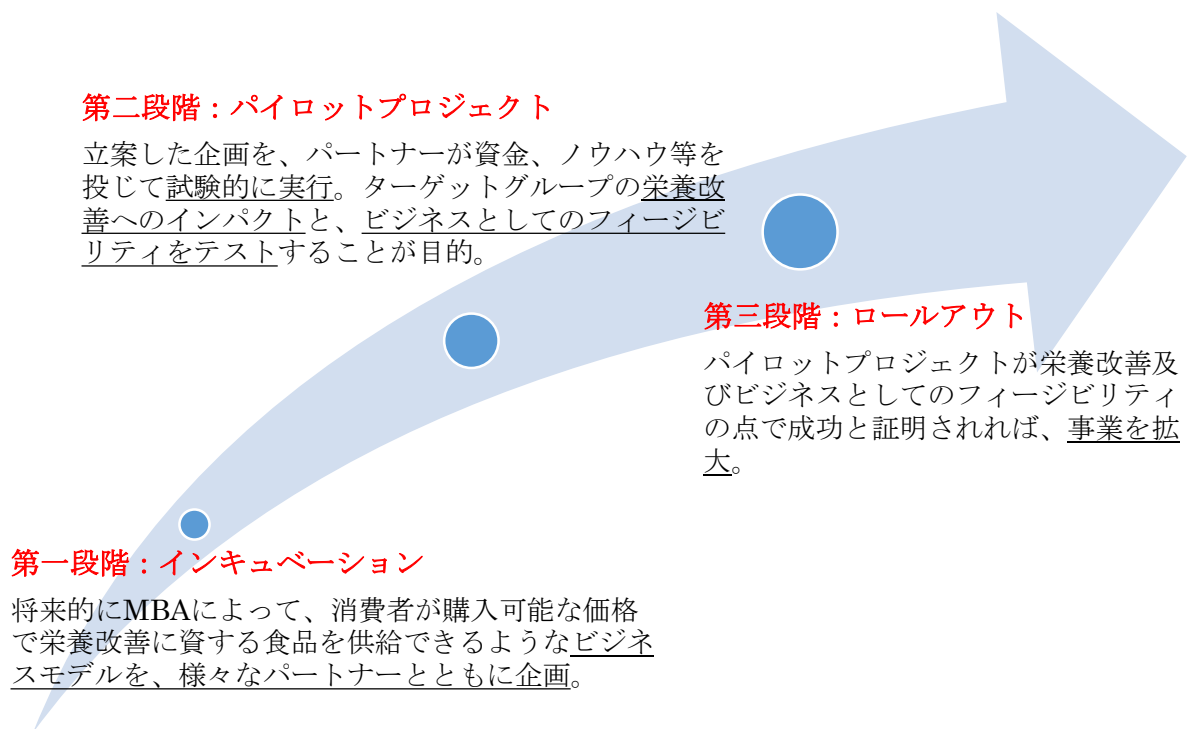 第二段階：パイロットプロジェクト
立案した企画を、パートナーが資金、ノウハウ等を
投じて試験的に実行。ターゲットグループの栄養改
善へのインパクトと、ビジネスとしてのフィージビ
リティをテストすることが目的。
第三段階：ロールアウト
パイロットプロジェクトが栄養改善及
びビジネスとしてのフィージビリティ
の点で成功と証明されれば、事業を拡
大。
第一段階：インキュベーション
将来的にMBAによって、消費者が購入可能な価格
で栄養改善に資する食品を供給できるようなビジネ
スモデルを、様々なパートナーとともに企画。